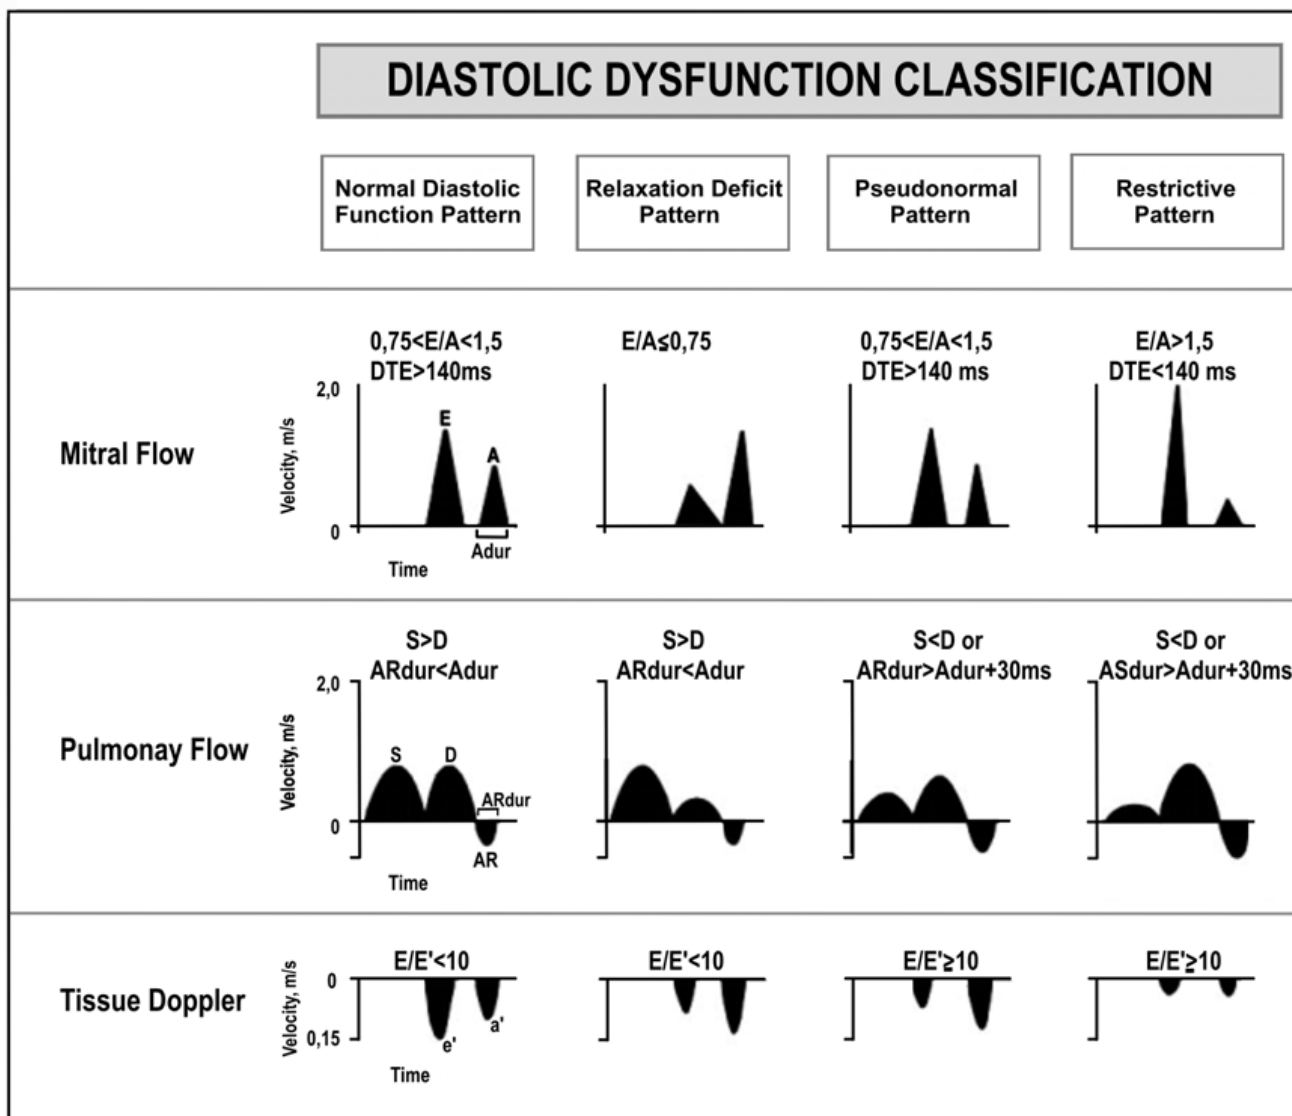 DIASTOLIC DYSFUNCTION CLASSIFICATION
Normal Diastolic
Function Pattern
Relaxation Deficit
Pattern
Pseudonormal
Pattern
Restrictive
Pattern
Mitral Flow
0,75<E/A<1,5
DTE>140ms
2,0
Velocity, m/s
0
E
A
Adur
Time
E/A≦0,75
0,75<E/A<1,5
DTE>140 ms
E/A>1,5
DTE<140 ms
Pulmonay Flow
S>D
ARdur<Adur
2,0
Velocity, m/s
0
S
D
ARdur
AR
Time
S>D
ARdur<Adur
S<D or
ARdur>Adur+30ms
S<D or
ASdur>Adur+30ms
Tissue Doppler
E/E'<10
0
Velocity, m/s
0,15
e'
a'
Time
E/E'<10
E/E'≧10
E/E'≧10